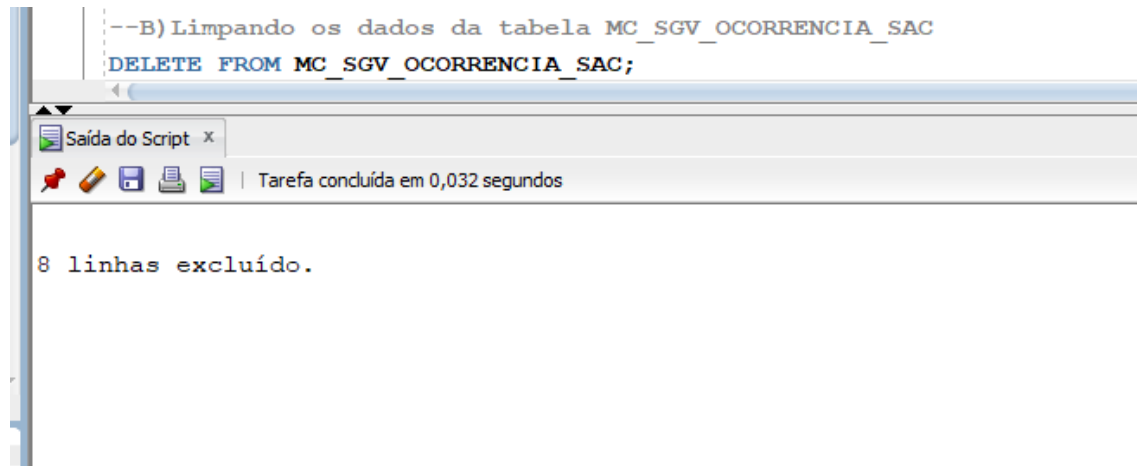 --B)Limpando os dados da tabela MC_SGV_OCORRENCIA_SAC
DELETE FROM MC_SGV_OCORRENCIA_SAC;
Saída do Script x
Tarefa concluída em 0,032 segundos
8 linhas excluído.